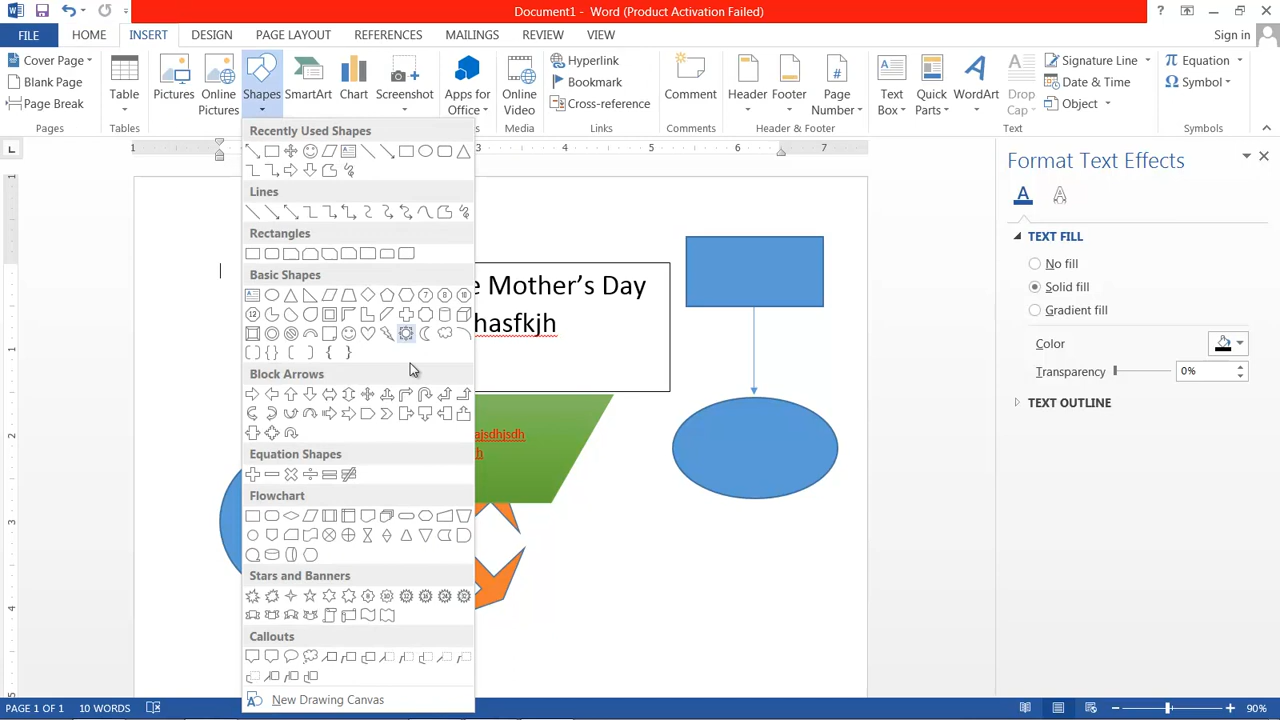 Document1 - Word (Product Activation Failed)
FILE HOME INSERT DESIGN PAGE LAYOUT REFERENCES MAILINGS REVIEW VIEW Sign in
Cover Page
Blank Page
Page Break
Table
Pictures
Online Pictures
Shapes
SmartArt
Chart
Screenshot
Apps for Office
Online Video
Hyperlink
Bookmark
Cross-reference
Comment
Header
Footer
Page Number
Text Box
Quick Parts
WordArt
Drop Cap
Signature Line
Date & Time
Object
Equation
Symbol
Pages Tables Media Links Comments Header & Footer Text Symbols
1 3 4 5 6 7
Recently Used Shapes
Lines
Rectangles
Basic Shapes
Block Arrows
Equation Shapes
Flowchart
Stars and Banners
Callouts
New Drawing Canvas
e Mother's Day
hasfkjh
ajsdhjsdh
h
Format Text Effects
TEXT FILL
No fill
Solid fill
Gradient fill
Color
Transparency 0%
TEXT OUTLINE
PAGE 1 OF 1 10 WORDS 90%